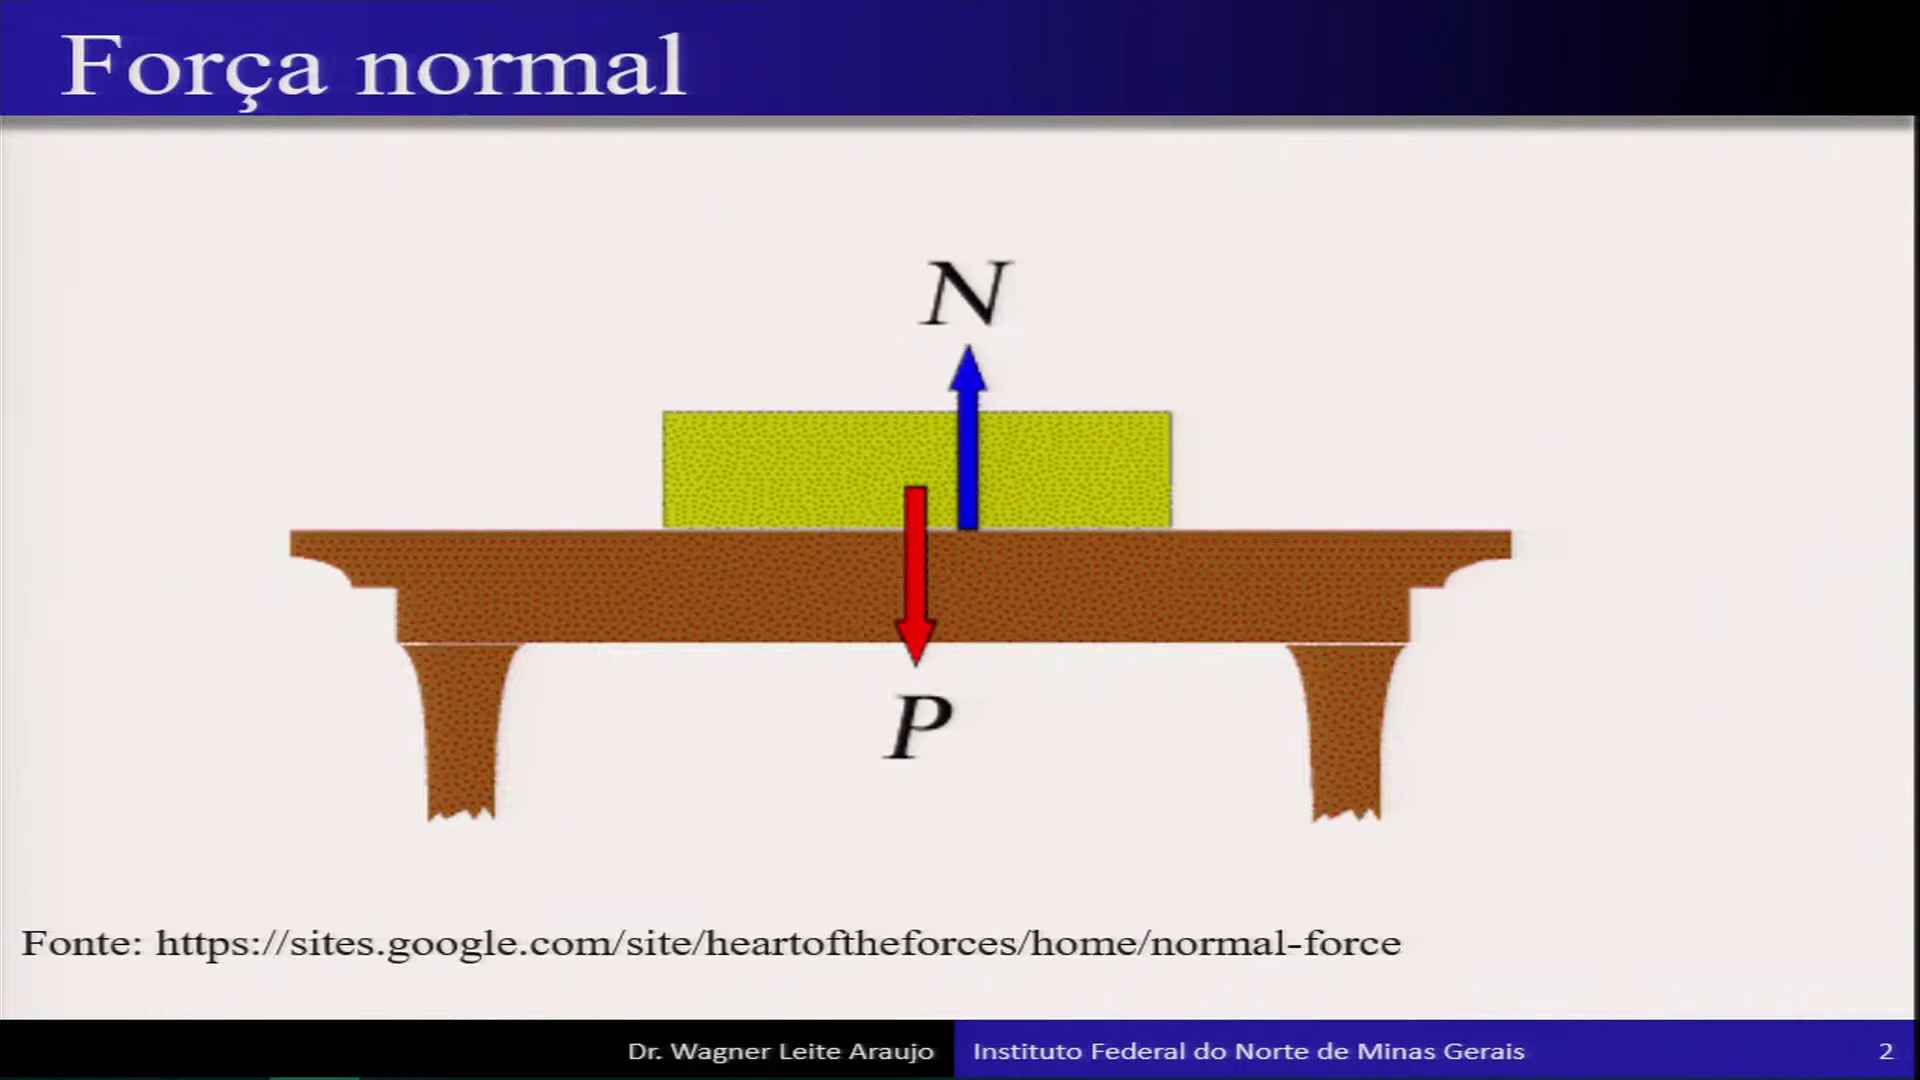 Força normal
N
P
Fonte: https://sites.google.com/site/heartoftheforces/home/normal-force
Dr. Wagner Leite Araujo
Instituto Federal do Norte de Minas Gerais
2